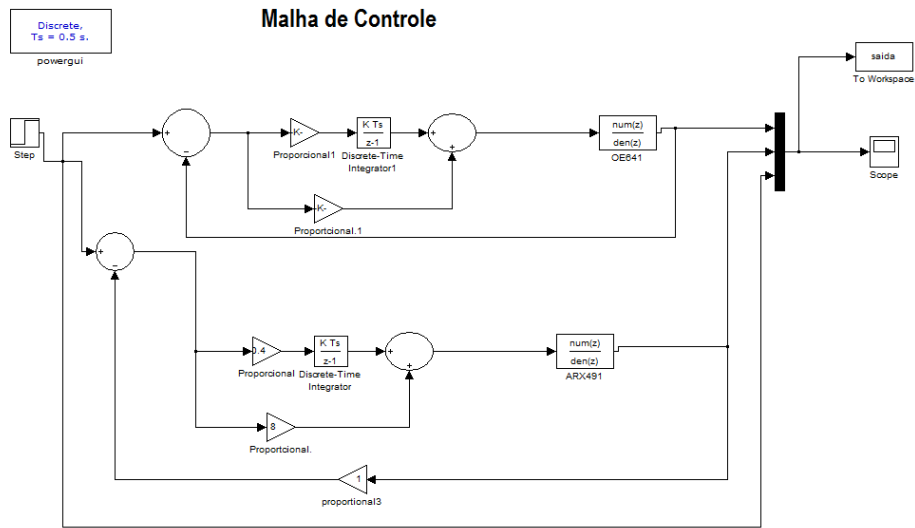 Malha de Controle
Discrete,
Ts = 0.5 s.
powergui
saida
To Workspace
Step
+
−
-K-
Proporcional1
K Ts
z-1
Discrete-Time
Integrator1
+
+
num(z)
den(z)
OE641
Scope
-K-
Proportcional.1
+
−
0.4
Proporcional
K Ts
z-1
Discrete-Time
Integrator
+
+
num(z)
den(z)
ARX491
8
Proportcional.
1
proportional3